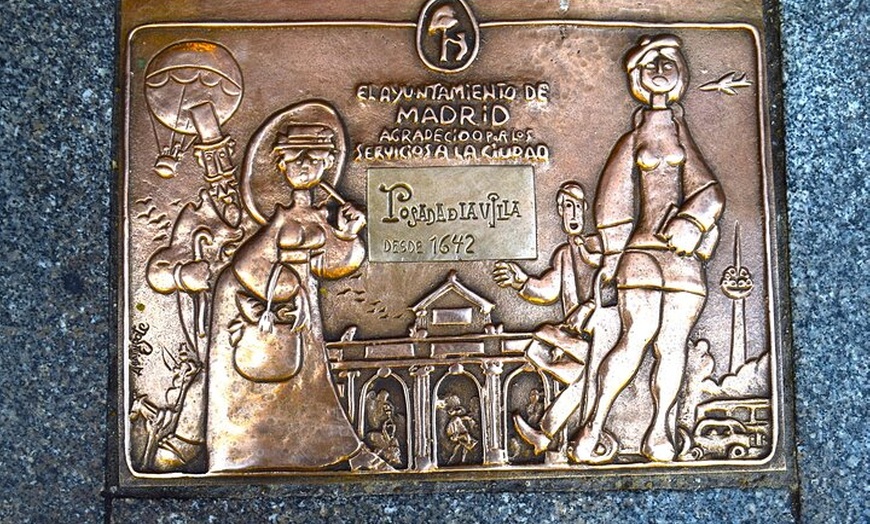 EL AYUNTAMIENTO DE
MADRID
AGRADECIDO POR LOS
SERVICIOS A LA CIUDAD
POSADA DE LA VILLA
DESDE 1642